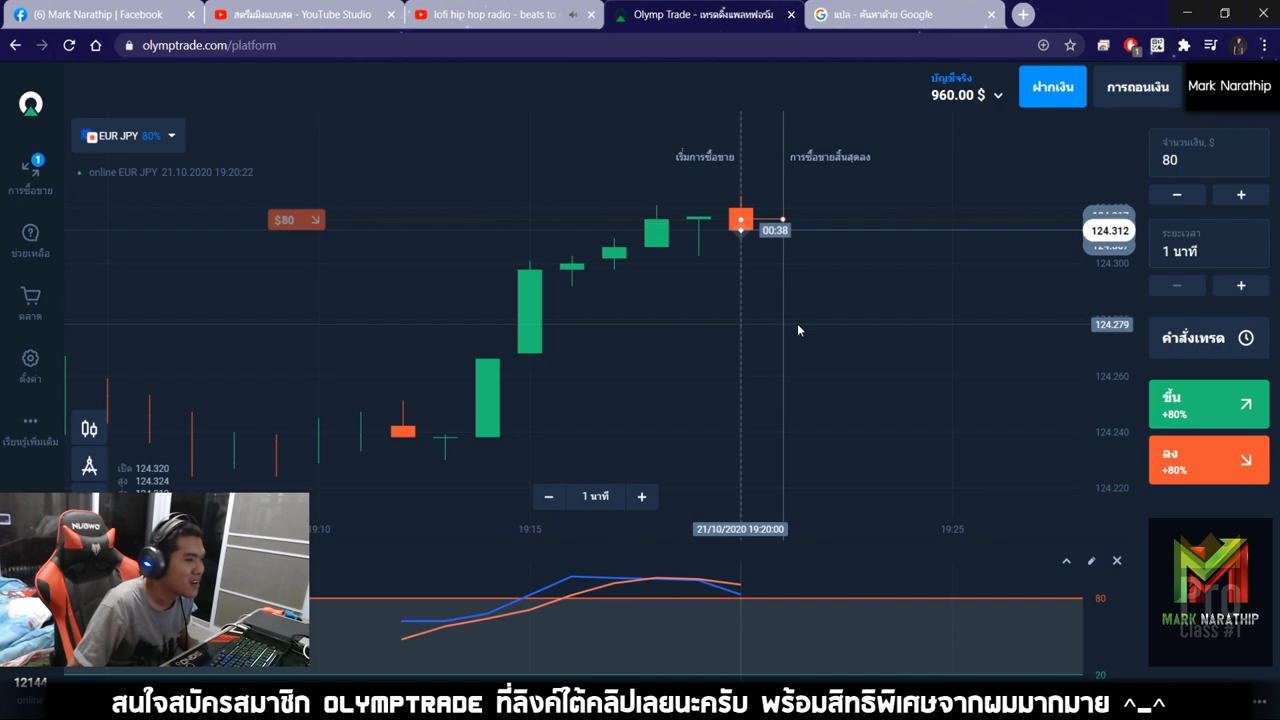 (6) Mark Narathip | Facebook
สตรีมมิงแบบสด - YouTube Studio
lofi hip hop radio - beats to
Olymp Trade - เทรดดิ้งแพลทฟอร์ม
แปล - ค้นหาด้วย Google
olymptrade.com/platform
1
บัญชีจริง
960.00 $
ฝากเงิน
การถอนเงิน
Mark Narathip
EUR JPY 80%
online EUR JPY 21.10.2020 19:20:22
เริ่มการซื้อขาย
การซื้อขายสิ้นสุดลง
จำนวนเงิน, $
80
1
การซื้อขาย
$80
00:38
124.312
124.300
ระยะเวลา
1 นาที
ช่วยเหลือ
ตลาด
124.279
คำสั่งเทรด
ตั้งค่า
124.260
ขึ้น
+80%
เรียนรู้เพิ่มเติม
124.240
ลง
+80%
เปิด 124.320
สูง 124.324
124.220
1 นาที
19:10
19:15
21/10/2020 19:20:00
19:25
NUBWO
80
20
MARK NARATHIP
Pro
Class #1
12144
online
สนใจสมัครสมาชิก OLYMPTRADE ที่ลิงค์ใต้คลิปเลยนะครับ พร้อมสิทธิพิเศษจากผมมากมาย ^_^